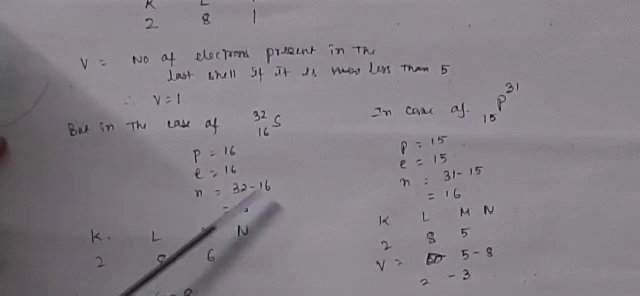 K L
2 8 1
V = No of electrons present in the
last shell if it is less than 5
∴ V=1
But in the case of 32 16 S
p = 16
e = 16
n = 32-16
=
K. L N
2 6
8
In case of 15 P 31
p = 15
e = 15
n = 31-15
= 16
K L M N
2 8 5
V = 5-8
-3